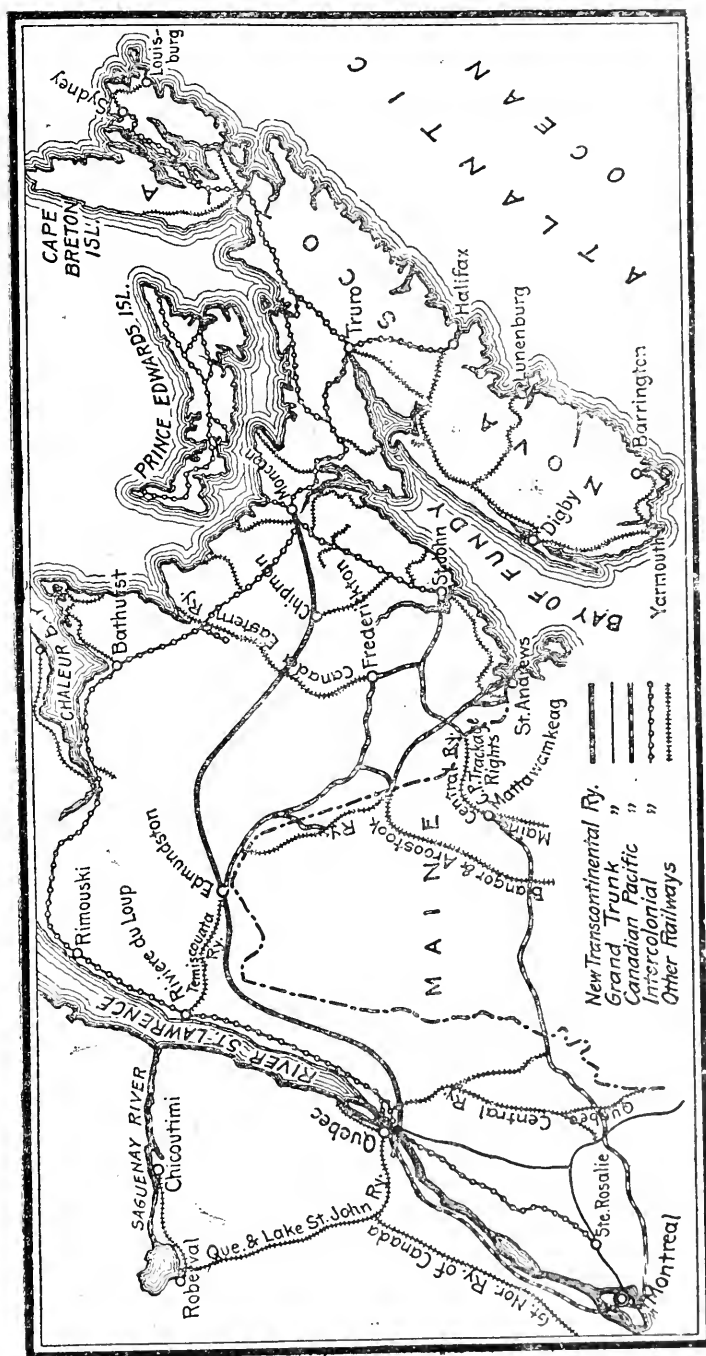 SAGUENAY RIVER
Chicoutimi
Roberval
Que. & Lake St. John Ry.
Gt. Nor. Ry. of Canada
RIVER ST. LAWRENCE
Quebec
Montreal
Ste. Rosalie
Quebec Central Ry.
Rimouski
Riviere du Loup
Temiscouata
Ry.
Edmundston
CHALEUR
Bathurst
Canada Eastern Ry.
Chipman
Fredericton
Moncton
St. John
St. Andrews
C.P. Trackage
Rights
Mattawamkeag
Maine Central Ry.
Bangor & Aroostook Ry
MAINE
PRINCE EDWARDS ISL.
CAPE
BRETON
ISL.
Sydney
Louis-
burg
NOVA SCOTIA
Truro
Halifax
Lunenburg
Barrington
Yarmouth
Digby
BAY OF FUNDY
ATLANTIC
OCEAN
New Transcontinental Ry.
Grand Trunk "
Canadian Pacific "
Intercolonial "
Other Railways